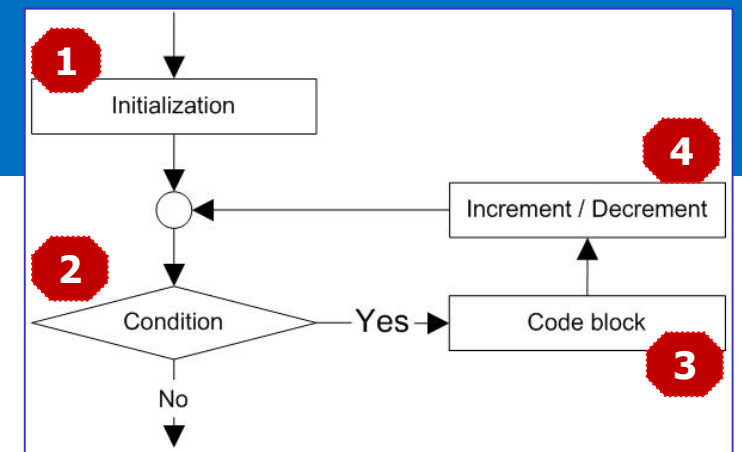 1
Initialization
4
Increment / Decrement
2
Condition
Yes
Code block
3
No